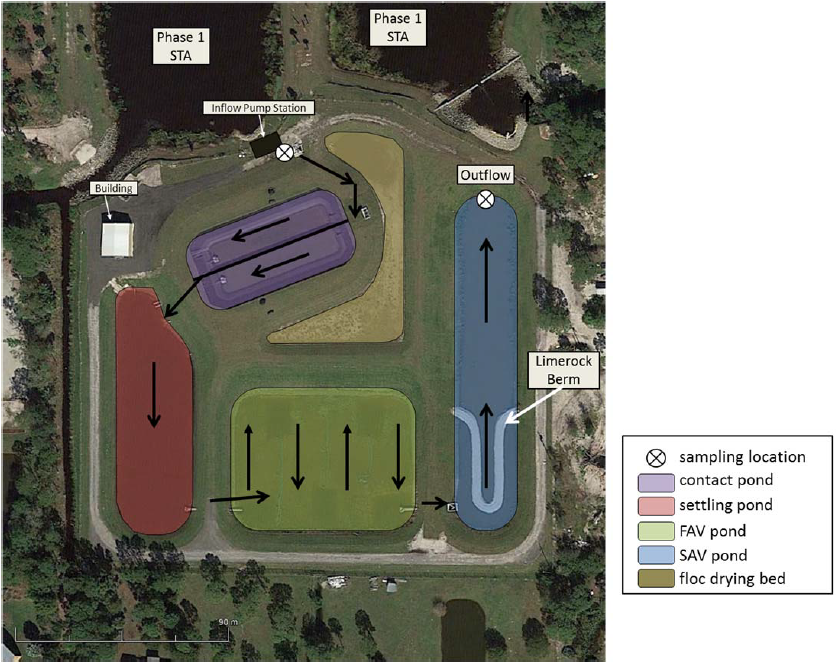 Phase 1
STA
Phase 1
STA
Inflow Pump Station
Building
Outflow
Limerock
Berm
sampling location
contact pond
settling pond
FAV pond
SAV pond
floc drying bed
90 m